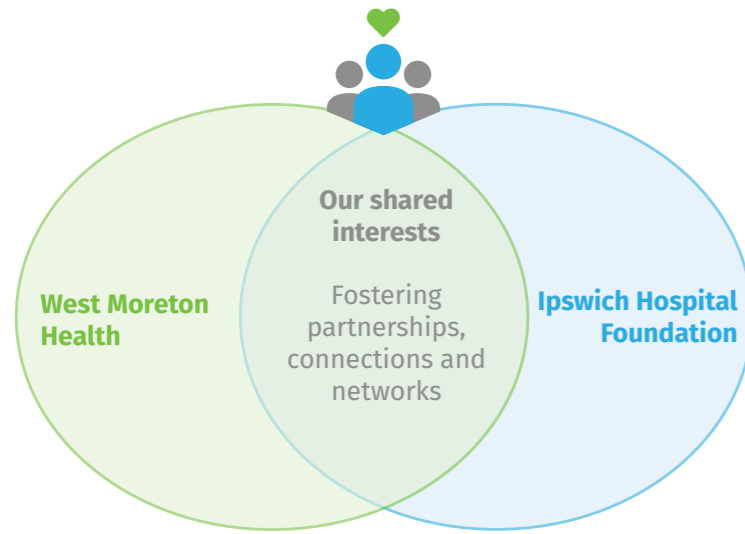 Our shared
interests
Fostering
partnerships,
connections and
networks
West Moreton
Health
Ipswich Hospital
Foundation